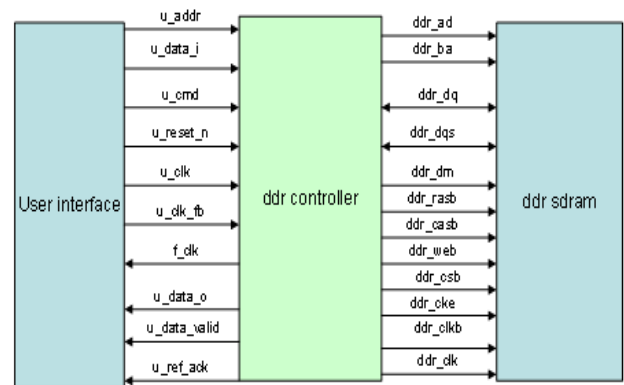 u_addr
u_data_i
u_cmd
u_reset_n
u_clk
u_clk_fb
f_clk
u_data_o
u_data_valid
u_ref_ack
User interface
ddr controller
ddr_ad
ddr_ba
ddr_dq
ddr_dqs
ddr_dm
ddr_rasb
ddr_casb
ddr_web
ddr_csb
ddr_cke
ddr_clkb
ddr_clk
ddr sdram